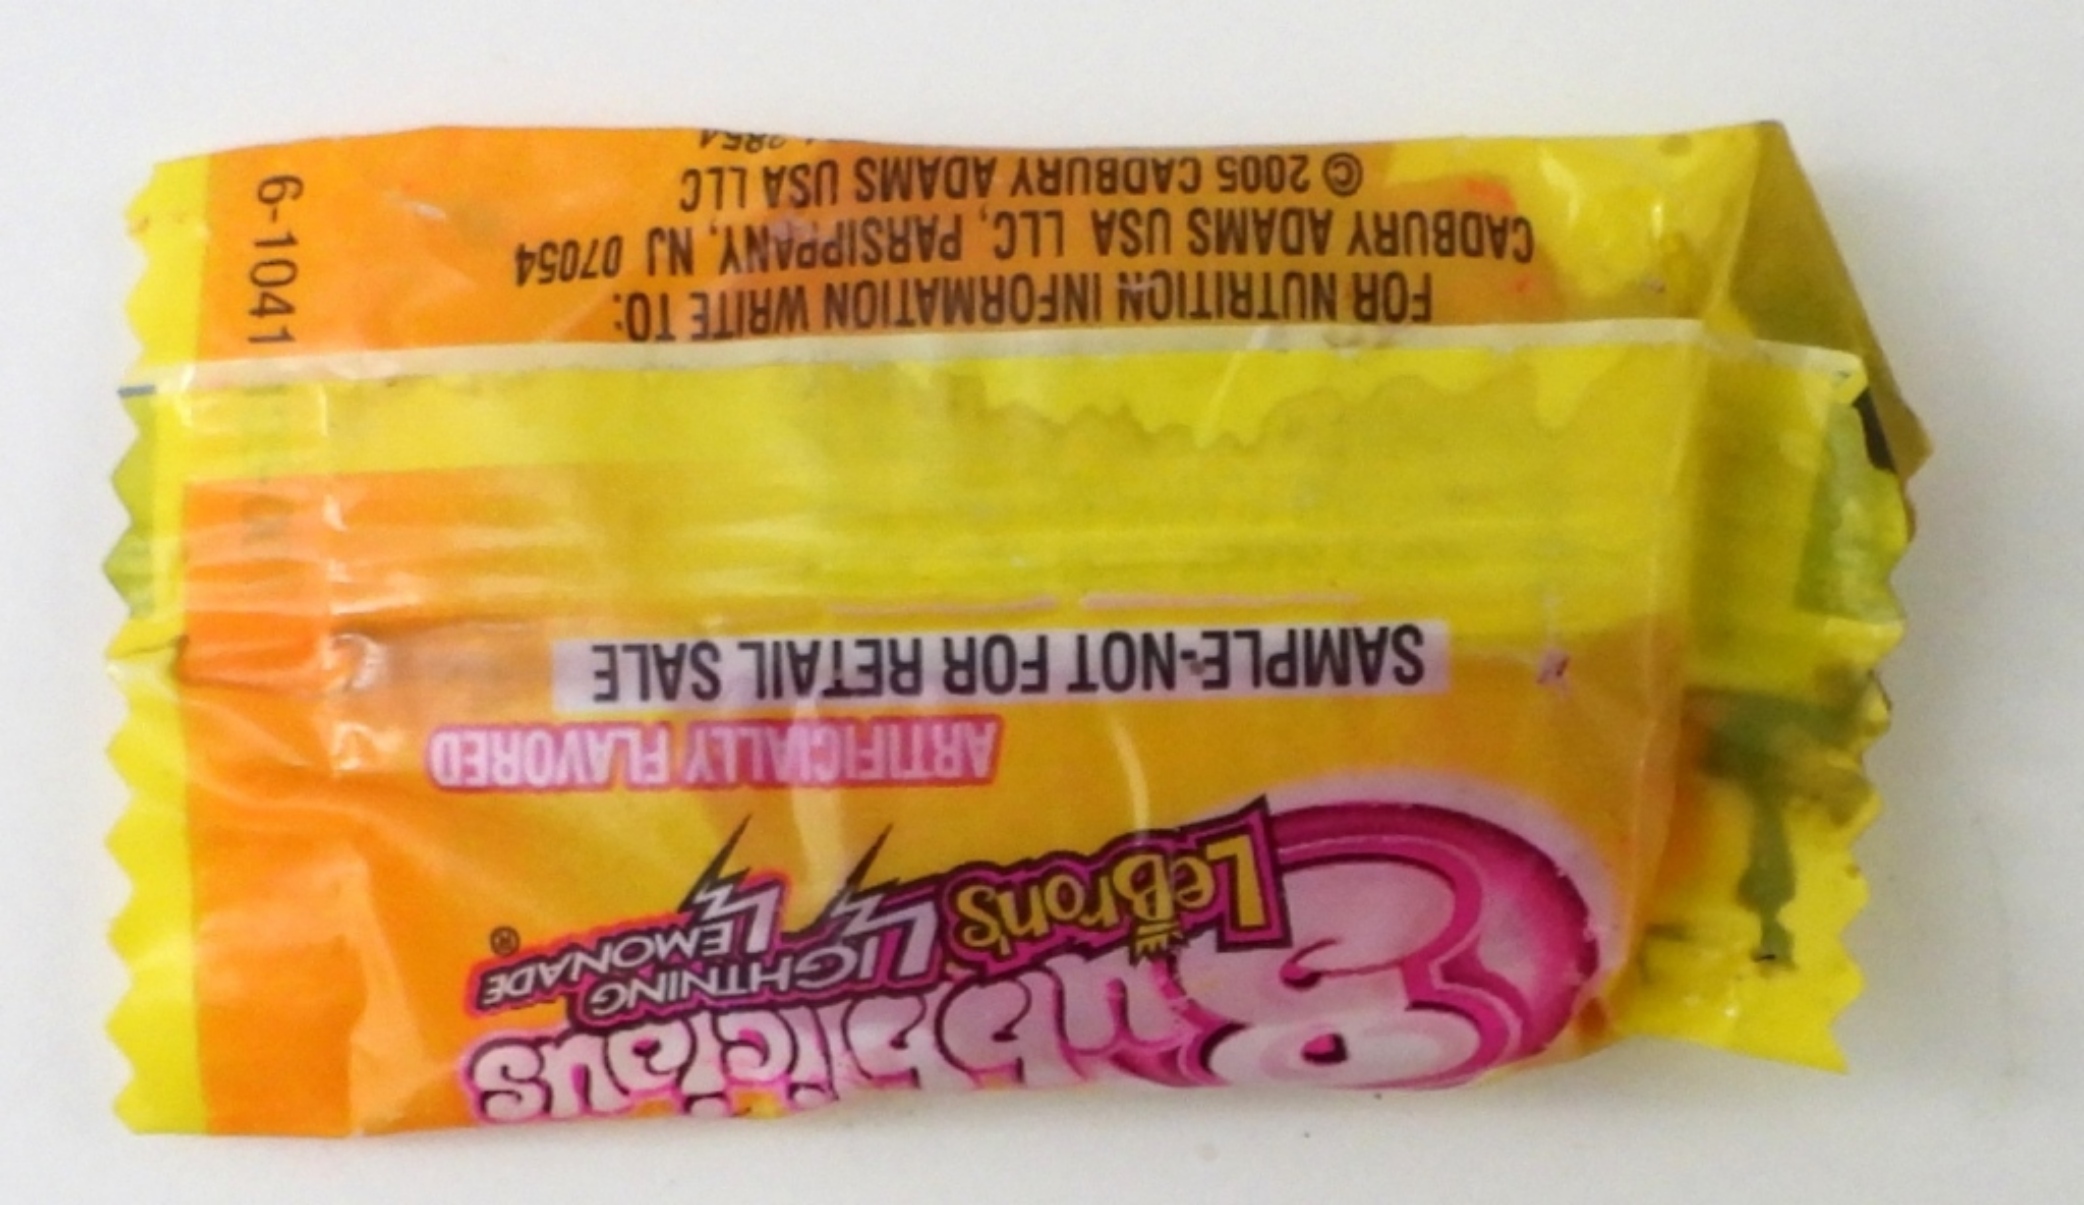 bubblicious
LeBron's LIGHTNING
LEMONADE®
ARTIFICIALLY FLAVORED
SAMPLE-NOT FOR RETAIL SALE
FOR NUTRITION INFORMATION WRITE TO:
CADBURY ADAMS USA LLC, PARSIPPANY, NJ 07054
© 2005 CADBURY ADAMS USA LLC
2854
6-1041